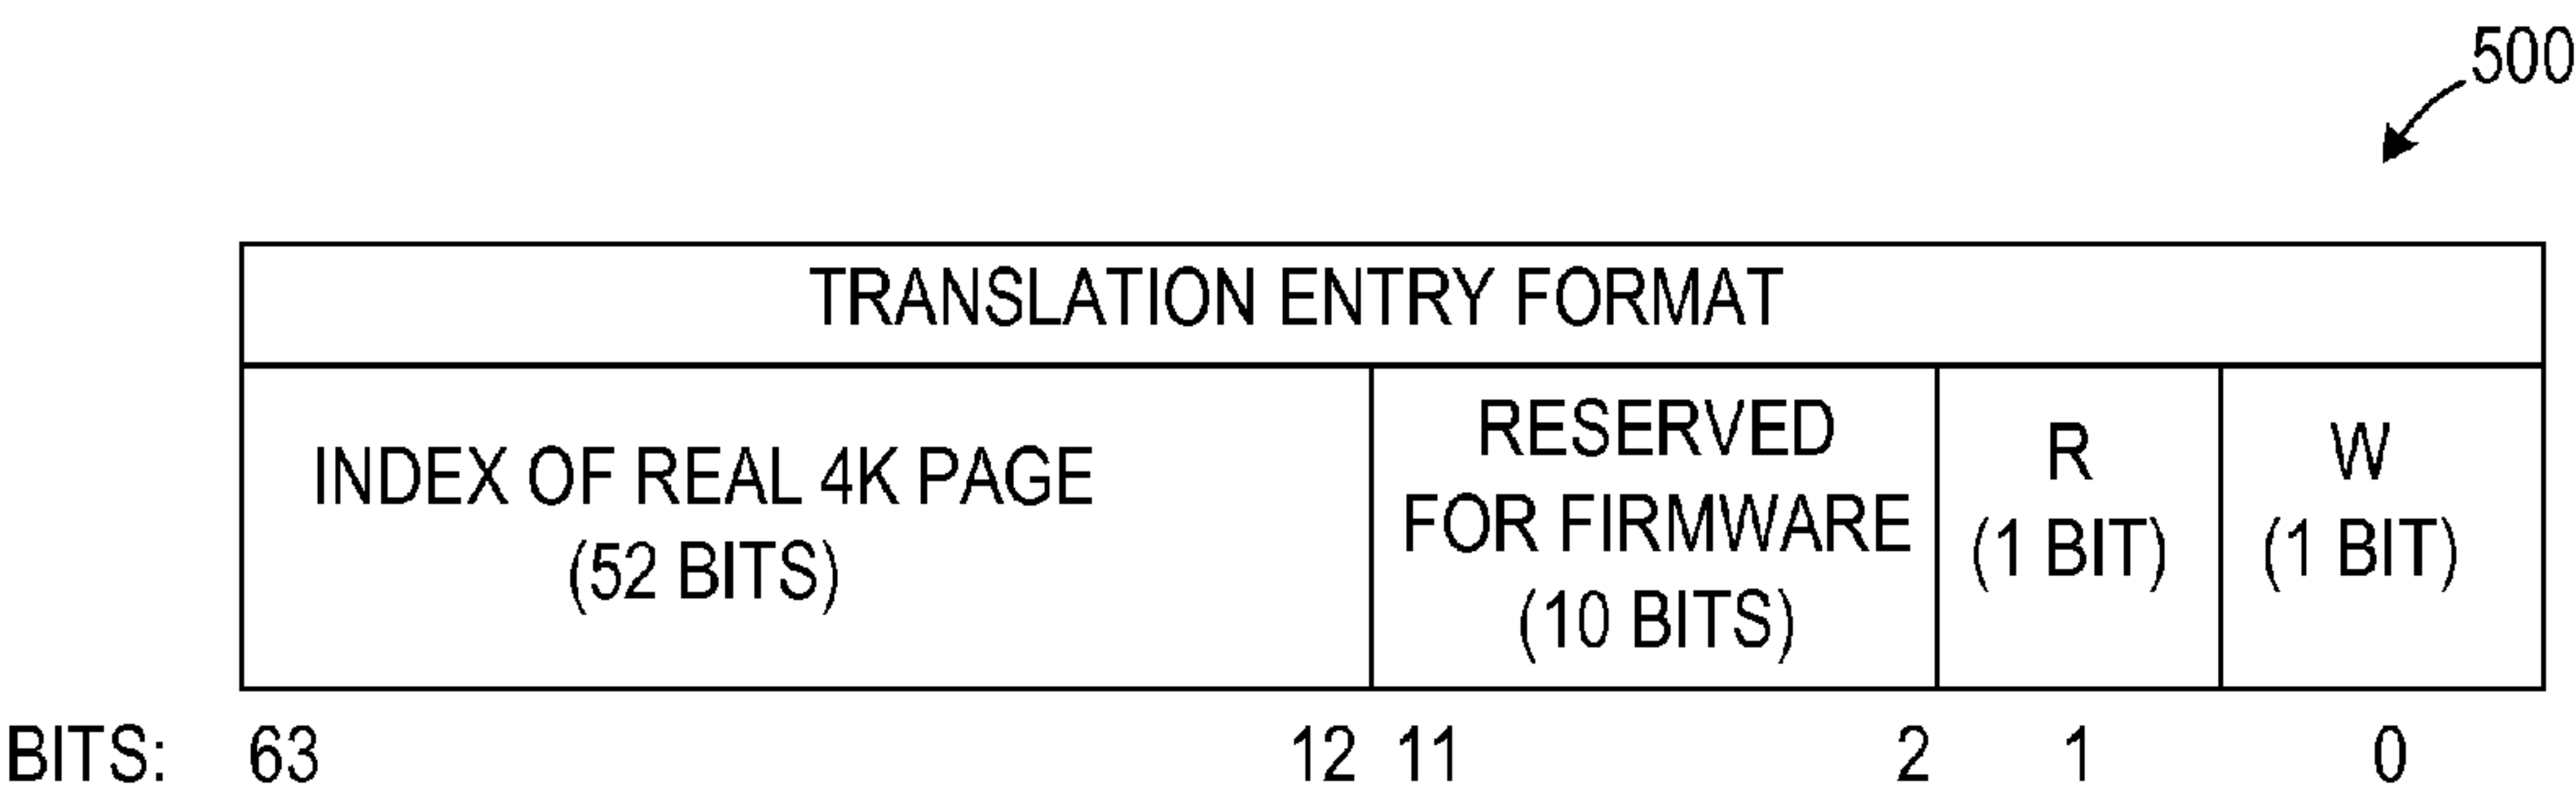 500
TRANSLATION ENTRY FORMAT
INDEX OF REAL 4K PAGE
(52 BITS)
RESERVED
FOR FIRMWARE
(10 BITS)
R
(1 BIT)
W
(1 BIT)
BITS: 63 12 11 2 1 0